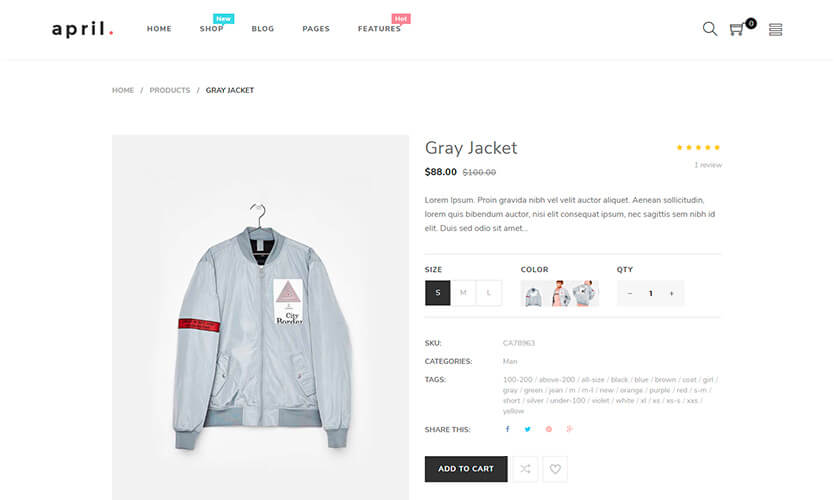 april.
HOME
New
SHOP
BLOG
PAGES
Hot
FEATURES
0
HOME / PRODUCTS / GRAY JACKET
Gray Jacket
1 review
$88.00 $100.00
Lorem Ipsum. Proin gravida nibh vel velit auctor aliquet. Aenean sollicitudin,
lorem quis bibendum auctor, nisi elit consequat ipsum, nec sagittis sem nibh id
elit. Duis sed odio sit amet...
SIZE COLOR QTY
S M L
− 1 +
City
Border
SKU: CA78963
CATEGORIES: Man
TAGS: 100-200 / above-200 / all-size / black / blue / brown / coat / girl /
gray / green / jean / m / m-l / new / orange / purple / red / s-m /
short / silver / under-100 / violet / white / xl / xs / xs-s / xxs /
yellow
SHARE THIS:
ADD TO CART